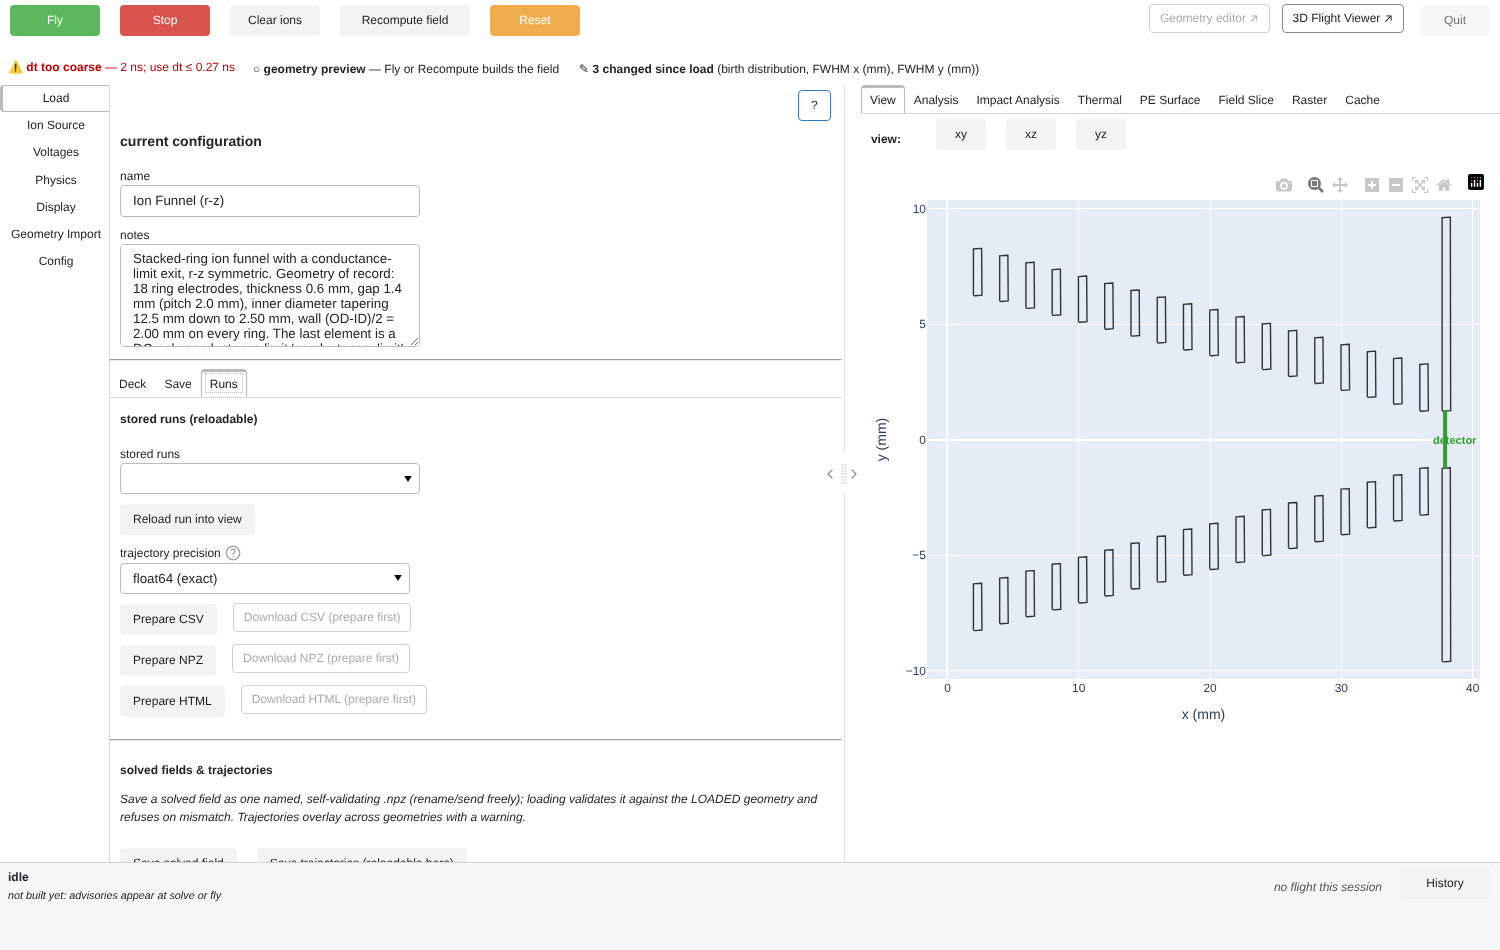 Fly
Stop
Clear ions
Recompute field
Reset
Geometry editor ↗
3D Flight Viewer ↗
Quit
⚠️ dt too coarse — 2 ns; use dt ≤ 0.27 ns
○ geometry preview — Fly or Recompute builds the field
✎ 3 changed since load (birth distribution, FWHM x (mm), FWHM y (mm))
Load
Ion Source
Voltages
Physics
Display
Geometry Import
Config
?
current configuration
name
Ion Funnel (r-z)
notes
Stacked-ring ion funnel with a conductance-
limit exit, r-z symmetric. Geometry of record:
18 ring electrodes, thickness 0.6 mm, gap 1.4
mm (pitch 2.0 mm), inner diameter tapering
12.5 mm down to 2.50 mm, wall (OD-ID)/2 =
2.00 mm on every ring. The last element is a
Deck
Save
Runs
stored runs (reloadable)
stored runs
Reload run into view
trajectory precision ?
float64 (exact)
Prepare CSV
Download CSV (prepare first)
Prepare NPZ
Download NPZ (prepare first)
Prepare HTML
Download HTML (prepare first)
solved fields & trajectories
Save a solved field as one named, self-validating .npz (rename/send freely); loading validates it against the LOADED geometry and
refuses on mismatch. Trajectories overlay across geometries with a warning.
Save solved field
Save trajectories (reloadable here)
View
Analysis
Impact Analysis
Thermal
PE Surface
Field Slice
Raster
Cache
view:
xy
xz
yz
10
5
0
−5
−10
y (mm)
detector
0
10
20
30
40
x (mm)
idle
not built yet: advisories appear at solve or fly
no flight this session
History